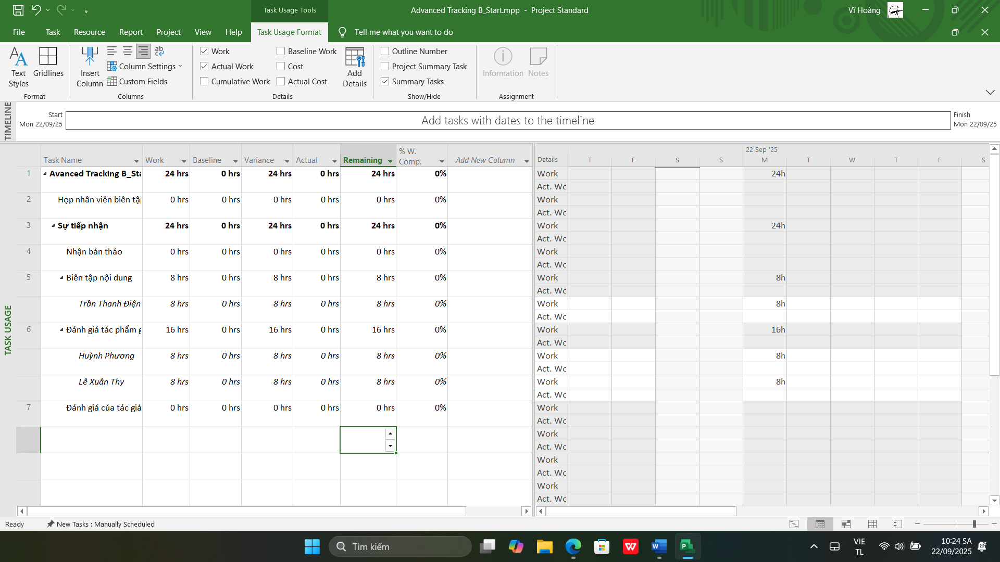 Task Usage Tools
Advanced Tracking B_Start.mpp - Project Standard
Vĩ Hoàng
File Task Resource Report Project View Help Task Usage Format Tell me what you want to do
Text Styles
Gridlines
Format
Insert Column
Column Settings
Custom Fields
Columns
Work
Actual Work
Cumulative Work
Baseline Work
Cost
Actual Cost
Add Details
Details
Outline Number
Project Summary Task
Summary Tasks
Show/Hide
Information
Notes
Assignment
TIMELINE
Start
Mon 22/09/25
Add tasks with dates to the timeline
Finish
Mon 22/09/25
TASK USAGE
Task Name Work Baseline Variance Actual Remaining % W. Comp. Add New Column
1 Avanced Tracking B_Sta 24 hrs 0 hrs 24 hrs 0 hrs 24 hrs 0%
2 Họp nhân viên biên tập 0 hrs 0 hrs 0 hrs 0 hrs 0 hrs 0%
3 Sự tiếp nhận 24 hrs 0 hrs 24 hrs 0 hrs 24 hrs 0%
4 Nhận bản thảo 0 hrs 0 hrs 0 hrs 0 hrs 0 hrs 0%
5 Biên tập nội dung 8 hrs 0 hrs 8 hrs 0 hrs 8 hrs 0%
Trần Thanh Điện 8 hrs 0 hrs 8 hrs 0 hrs 8 hrs 0%
6 Đánh giá tác phẩm g 16 hrs 0 hrs 16 hrs 0 hrs 16 hrs 0%
Huỳnh Phương 8 hrs 0 hrs 8 hrs 0 hrs 8 hrs 0%
Lê Xuân Thy 8 hrs 0 hrs 8 hrs 0 hrs 8 hrs 0%
7 Đánh giá của tác giả 0 hrs 0 hrs 0 hrs 0 hrs 0 hrs 0%
22 Sep '25
Details T F S S M T W T F S
Work 24h
Act. Wc
Work
Act. Wc
Work 24h
Act. Wc
Work
Act. Wc
Work 8h
Act. Wc
Work 8h
Act. Wc
Work 16h
Act. Wc
Work 8h
Act. Wc
Work 8h
Act. Wc
Work
Act. Wc
Work
Act. Wc
Work
Act. Wc
Work
Act. Wc
Ready New Tasks : Manually Scheduled
Tìm kiếm
VIE
TL
10:24 SA
22/09/2025